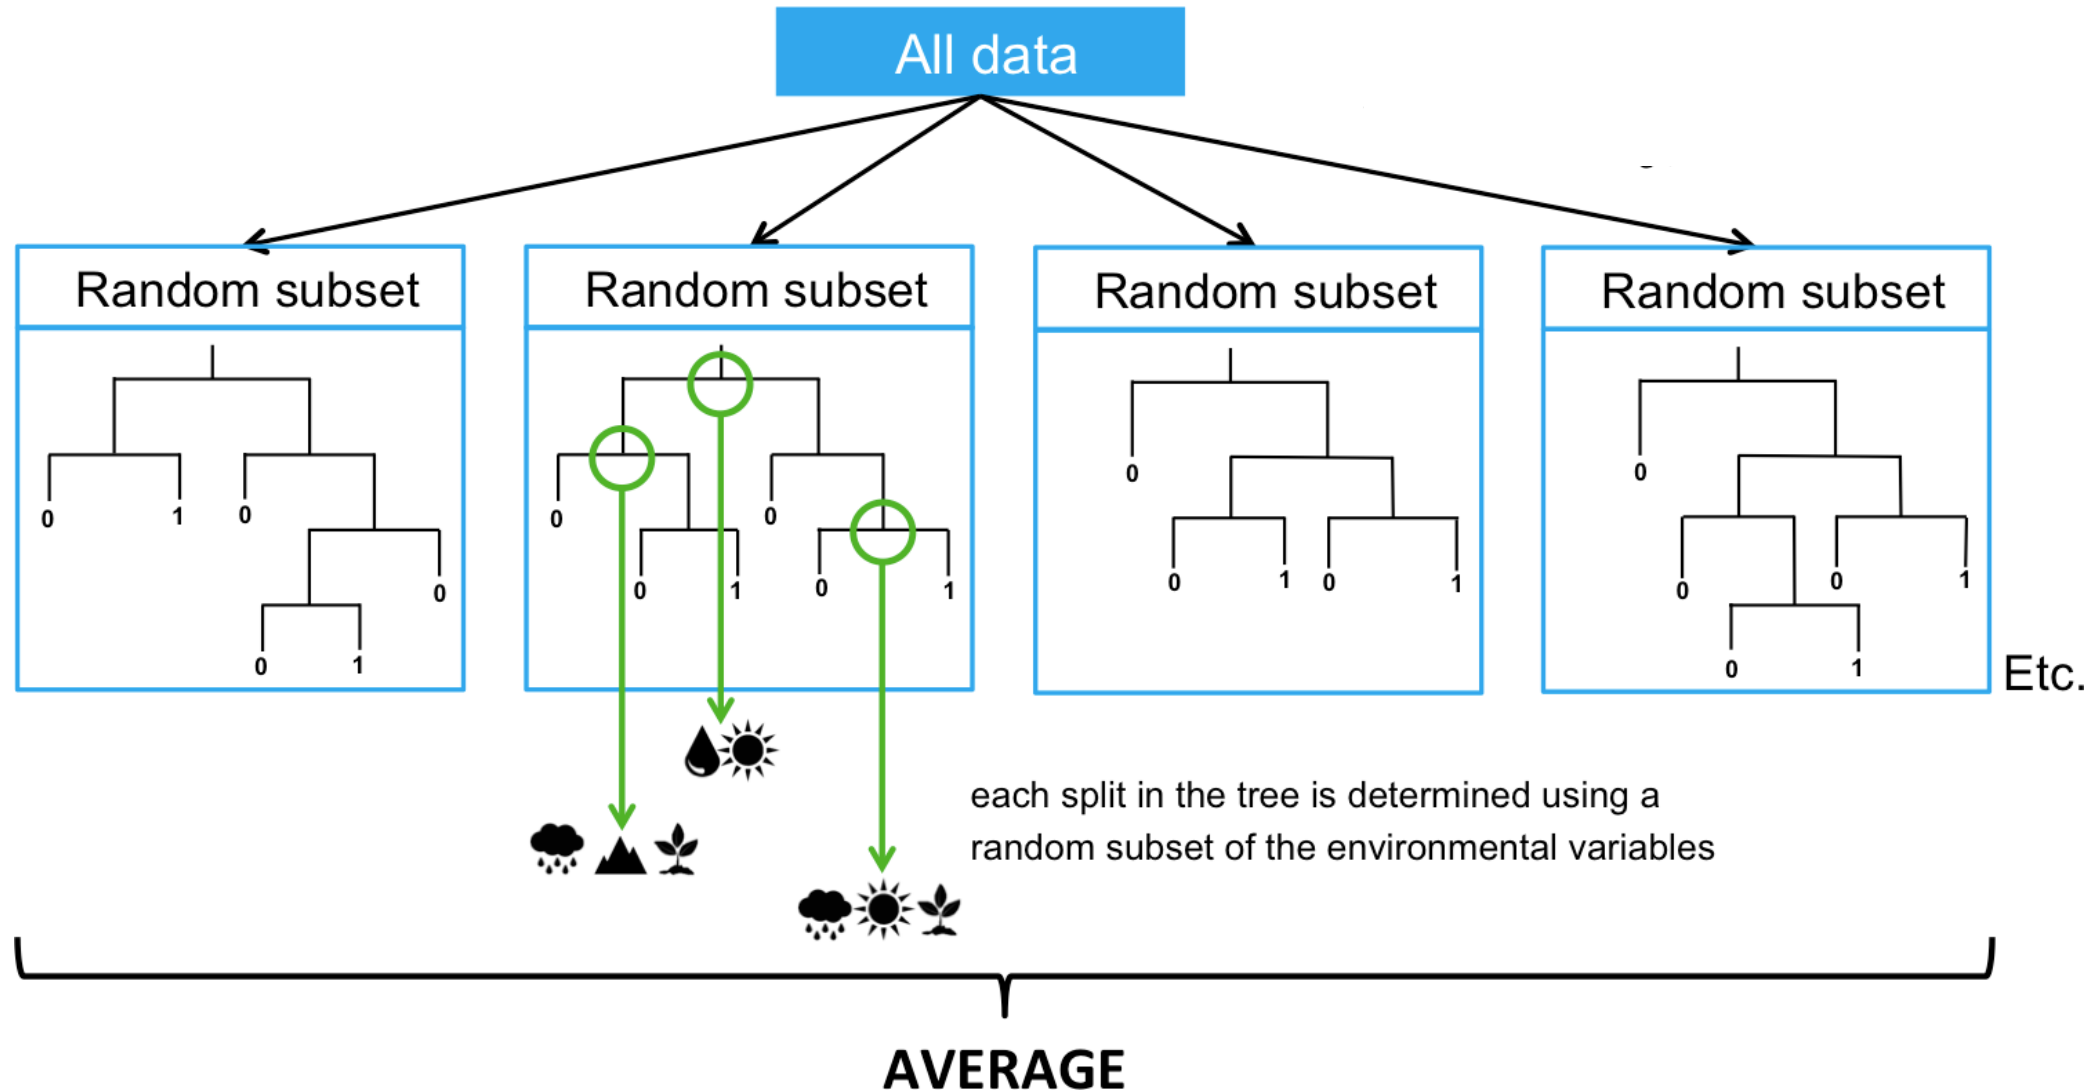 All data
Random subset
Random subset
Random subset
Random subset
0
1
0
0
0
1
0
0
1
0
0
1
0
0
1
0
1
0
0
0
1
0
1
Etc.
each split in the tree is determined using a
random subset of the environmental variables
AVERAGE